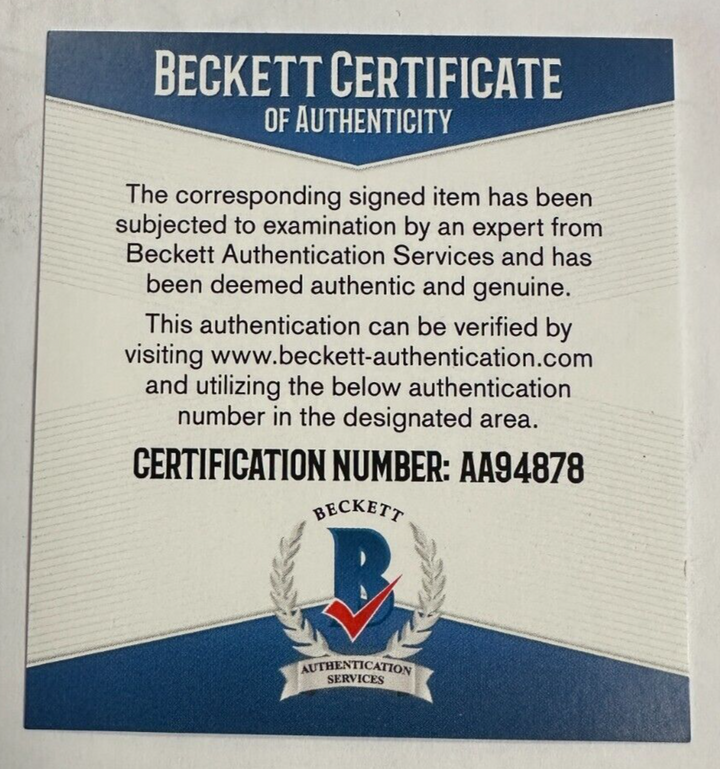 BECKETT CERTIFICATE
OF AUTHENTICITY
The corresponding signed item has been
subjected to examination by an expert from
Beckett Authentication Services and has
been deemed authentic and genuine.
This authentication can be verified by
visiting www.beckett-authentication.com
and utilizing the below authentication
number in the designated area.
CERTIFICATION NUMBER: AA94878
BECKETT
B
AUTHENTICATION
SERVICES